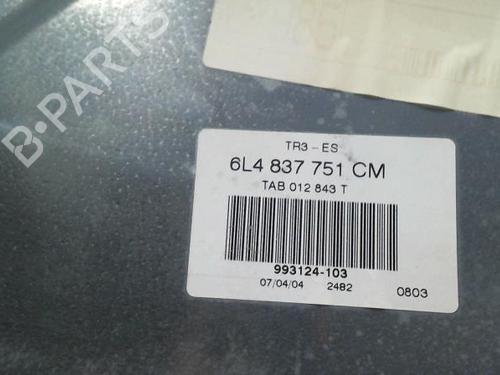 B-PARTS
TR3-ES
6L4 837 751 CM
TAB 012 843 T
993124-103
07/04/04 2482 0803